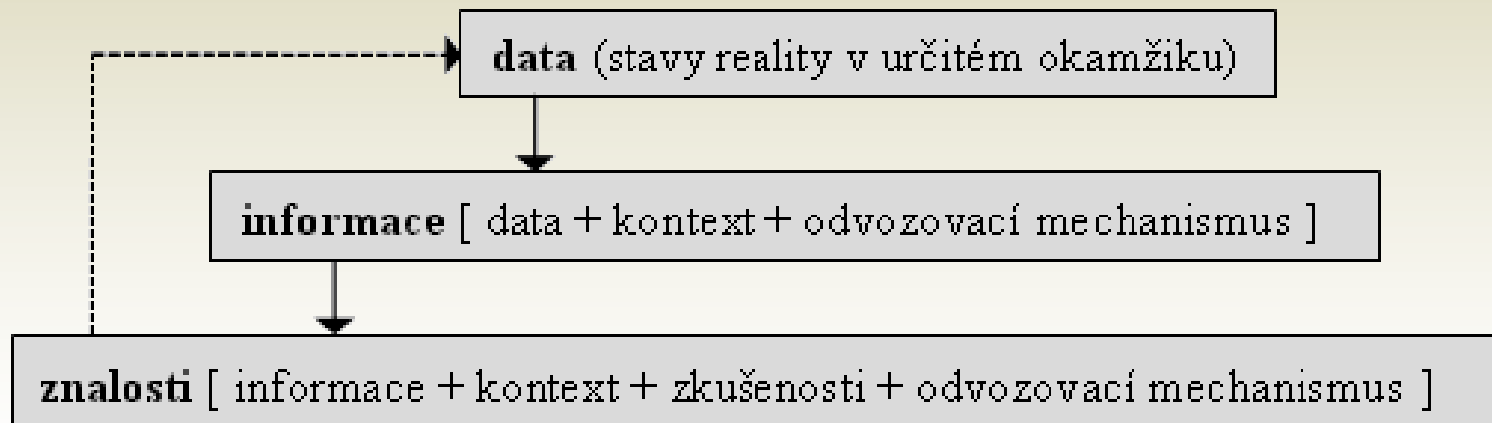 data (stavy reality v určitém okamžiku)
informace [ data + kontext + odvozovací mechanismus ]
znalosti [ informace + kontext + zkušenosti + odvozovací mechanismus ]